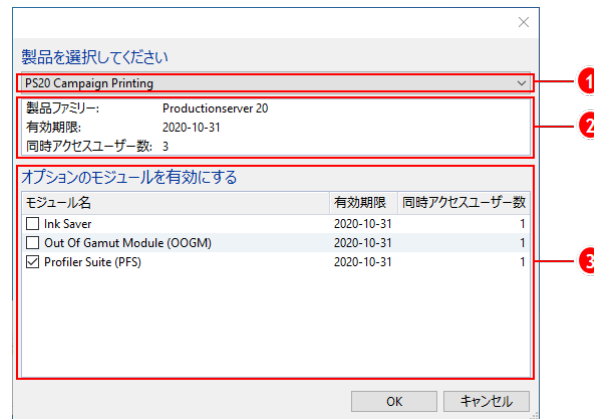 製品を選択してください
PS20 Campaign Printing
1
製品ファミリー: Productionserver 20
有効期限: 2020-10-31
2
同時アクセスユーザー数: 3
オプションのモジュールを有効にする
モジュール名 有効期限 同時アクセスユーザー数
Ink Saver 2020-10-31 1
Out Of Gamut Module (OOGM) 2020-10-31 1
3
Profiler Suite (PFS) 2020-10-31 1
OK キャンセル